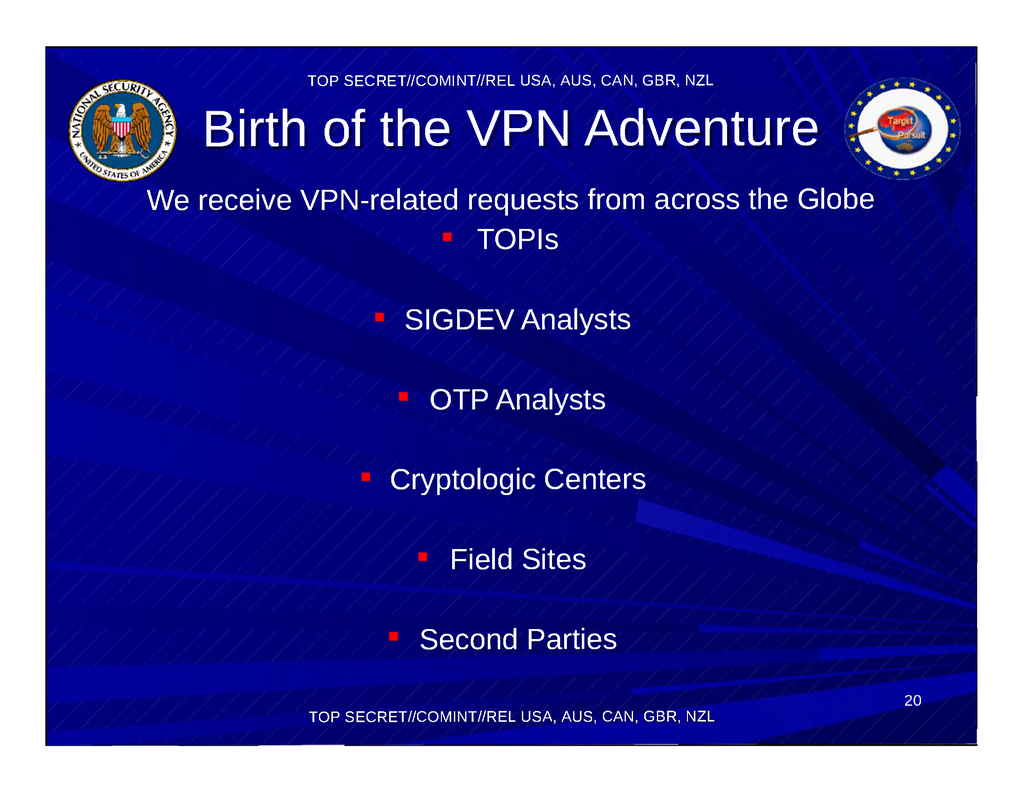 TOP SECRET//COMINT//REL USA, AUS, CAN, GBR, NZL
NATIONAL SECURITY AGENCY
UNITED STATES OF AMERICA
Birth of the VPN Adventure
Target
Pursuit
We receive VPN-related requests from across the Globe
▪ TOPIs
▪ SIGDEV Analysts
▪ OTP Analysts
▪ Cryptologic Centers
▪ Field Sites
▪ Second Parties
20
TOP SECRET//COMINT//REL USA, AUS, CAN, GBR, NZL